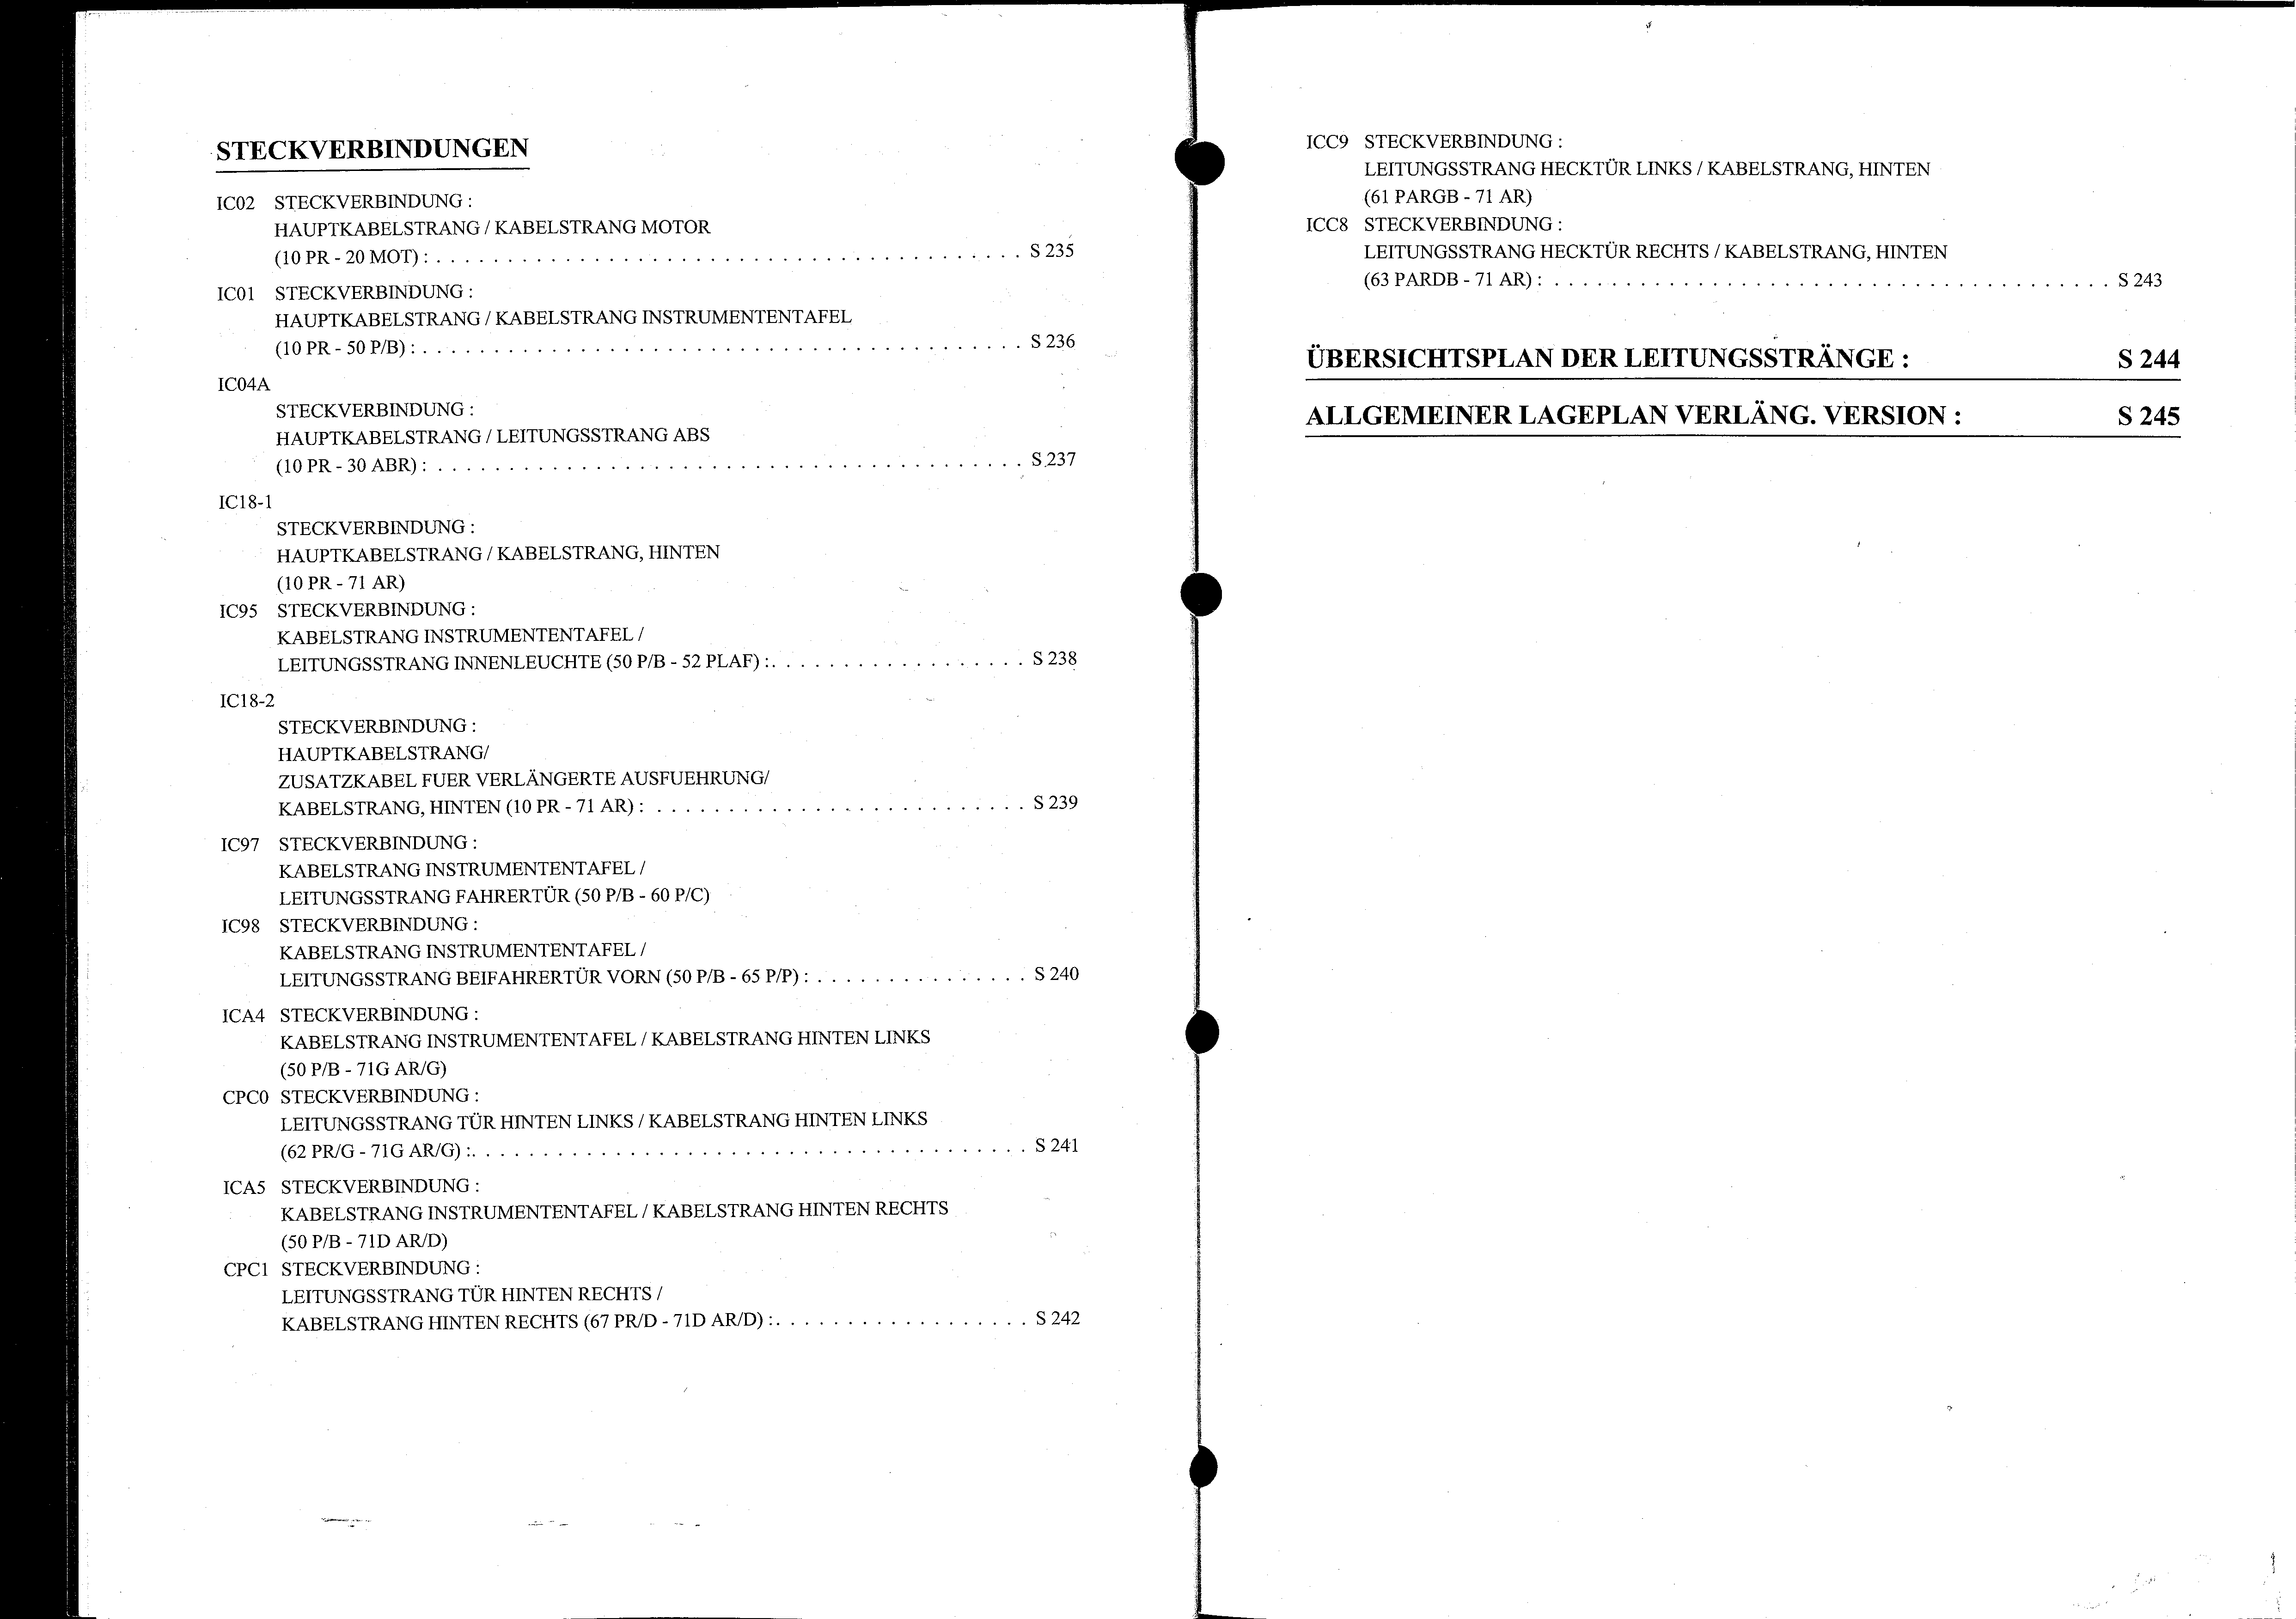 STECKVERBINDUNGEN
IC02 STECKVERBINDUNG :
HAUPTKABELSTRANG / KABELSTRANG MOTOR
(10 PR - 20 MOT) : . . . . . . . . . . . . . . . . . . . . . . . . . . . . . . . . . . . . . . . . . S 235
IC01 STECKVERBINDUNG :
HAUPTKABELSTRANG / KABELSTRANG INSTRUMENTENTAFEL
(10 PR - 50 P/B) : . . . . . . . . . . . . . . . . . . . . . . . . . . . . . . . . . . . . . . . . . . S 236
IC04A
STECKVERBINDUNG :
HAUPTKABELSTRANG / LEITUNGSSTRANG ABS
(10 PR - 30 ABR) : . . . . . . . . . . . . . . . . . . . . . . . . . . . . . . . . . . . . . . . . . S 237
IC18-1
STECKVERBINDUNG :
HAUPTKABELSTRANG / KABELSTRANG, HINTEN
(10 PR - 71 AR)
IC95 STECKVERBINDUNG :
KABELSTRANG INSTRUMENTENTAFEL /
LEITUNGSSTRANG INNENLEUCHTE (50 P/B - 52 PLAF) :. . . . . . . . . . . . . . . . . . S 238
IC18-2
STECKVERBINDUNG :
HAUPTKABELSTRANG/
ZUSATZKABEL FUER VERLÄNGERTE AUSFUEHRUNG/
KABELSTRANG, HINTEN (10 PR - 71 AR) : . . . . . . . . . . . . . . . . . . . . . . . . . . S 239
IC97 STECKVERBINDUNG :
KABELSTRANG INSTRUMENTENTAFEL /
LEITUNGSSTRANG FAHRERTÜR (50 P/B - 60 P/C)
IC98 STECKVERBINDUNG :
KABELSTRANG INSTRUMENTENTAFEL /
LEITUNGSSTRANG BEIFAHRERTÜR VORN (50 P/B - 65 P/P) : . . . . . . . . . . . . . . . S 240
ICA4 STECKVERBINDUNG :
KABELSTRANG INSTRUMENTENTAFEL / KABELSTRANG HINTEN LINKS
(50 P/B - 71G AR/G)
CPC0 STECKVERBINDUNG :
LEITUNGSSTRANG TÜR HINTEN LINKS / KABELSTRANG HINTEN LINKS
(62 PR/G - 71G AR/G) :. . . . . . . . . . . . . . . . . . . . . . . . . . . . . . . . . . . . . . . S 241
ICA5 STECKVERBINDUNG :
KABELSTRANG INSTRUMENTENTAFEL / KABELSTRANG HINTEN RECHTS
(50 P/B - 71D AR/D)
CPC1 STECKVERBINDUNG :
LEITUNGSSTRANG TÜR HINTEN RECHTS /
KABELSTRANG HINTEN RECHTS (67 PR/D - 71D AR/D) :. . . . . . . . . . . . . . . . . . S 242
ICC9 STECKVERBINDUNG :
LEITUNGSSTRANG HECKTÜR LINKS / KABELSTRANG, HINTEN
(61 PARGB - 71 AR)
ICC8 STECKVERBINDUNG :
LEITUNGSSTRANG HECKTÜR RECHTS / KABELSTRANG, HINTEN
(63 PARDB - 71 AR) : . . . . . . . . . . . . . . . . . . . . . . . . . . . . . . . . . . . . . . . S 243
ÜBERSICHTSPLAN DER LEITUNGSSTRÄNGE : S 244
ALLGEMEINER LAGEPLAN VERLÄNG. VERSION : S 245